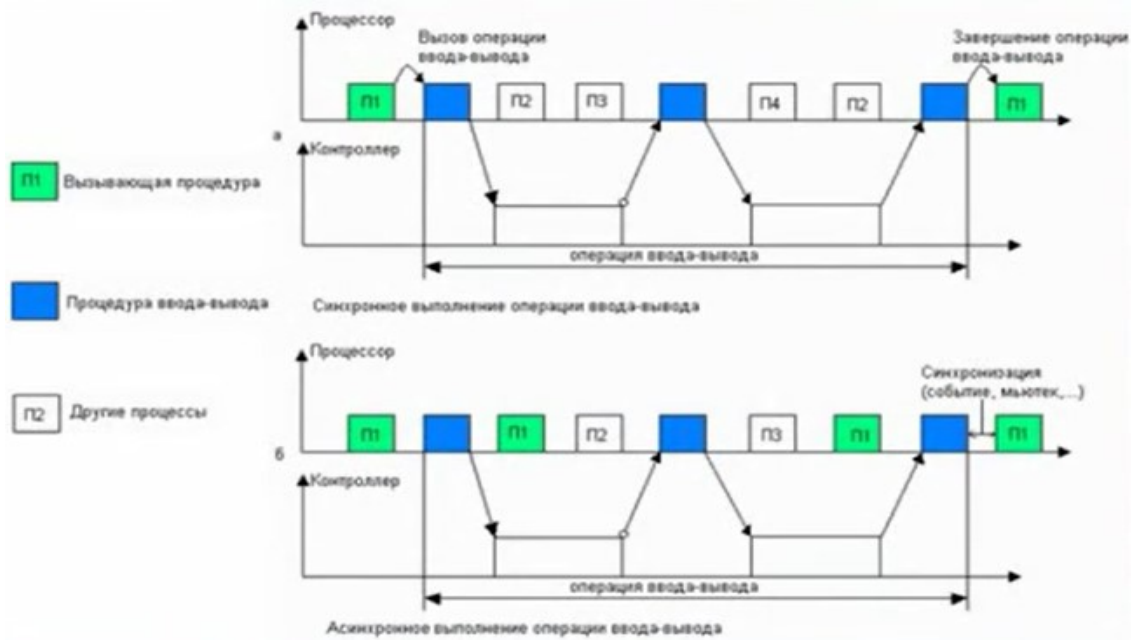 Процессор
Вызов операции
ввода-вывода
Завершение операции
ввода-вывода
П1
П2
П3
П4
П2
П1
а
Контроллер
операция ввода-вывода
Синхронное выполнение операции ввода-вывода
П1 Вызывающая процедура
Процедура ввода-вывода
П2 Другие процессы
Процессор
Синхронизация
(событие, мьютек,...)
П1
П1
П2
П3
П1
П1
б
Контроллер
операция ввода-вывода
Асинхронное выполнение операции ввода-вывода